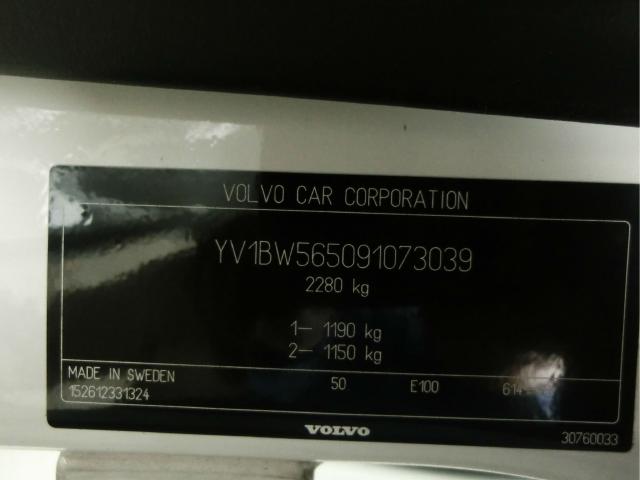 VOLVO CAR CORPORATION
YV1BW565091073039
2280 kg
1– 1190 kg
2– 1150 kg
MADE IN SWEDEN
152612331324
50 E100 614
VOLVO
30760033